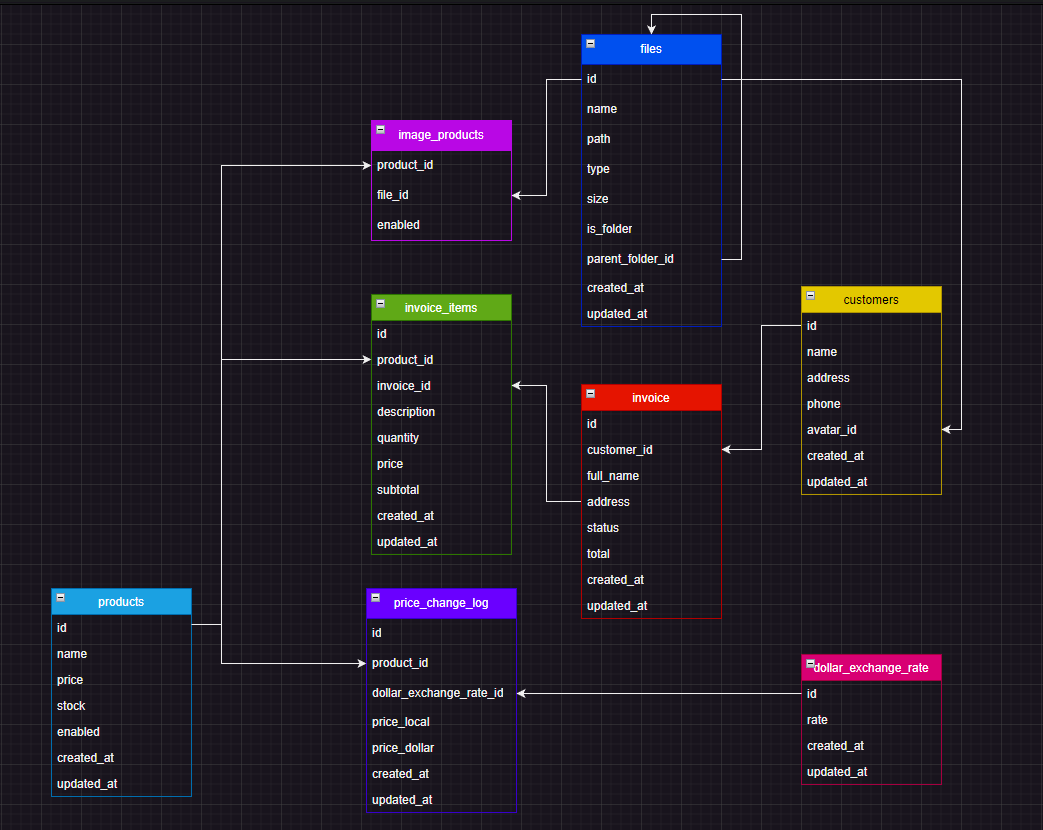 files
id
name
path
type
size
is_folder
parent_folder_id
created_at
updated_at
image_products
product_id
file_id
enabled
invoice_items
id
product_id
invoice_id
description
quantity
price
subtotal
created_at
updated_at
customers
id
name
address
phone
avatar_id
created_at
updated_at
invoice
id
customer_id
full_name
address
status
total
created_at
updated_at
products
id
name
price
stock
enabled
created_at
updated_at
price_change_log
id
product_id
dollar_exchange_rate_id
price_local
price_dollar
created_at
updated_at
dollar_exchange_rate
id
rate
created_at
updated_at